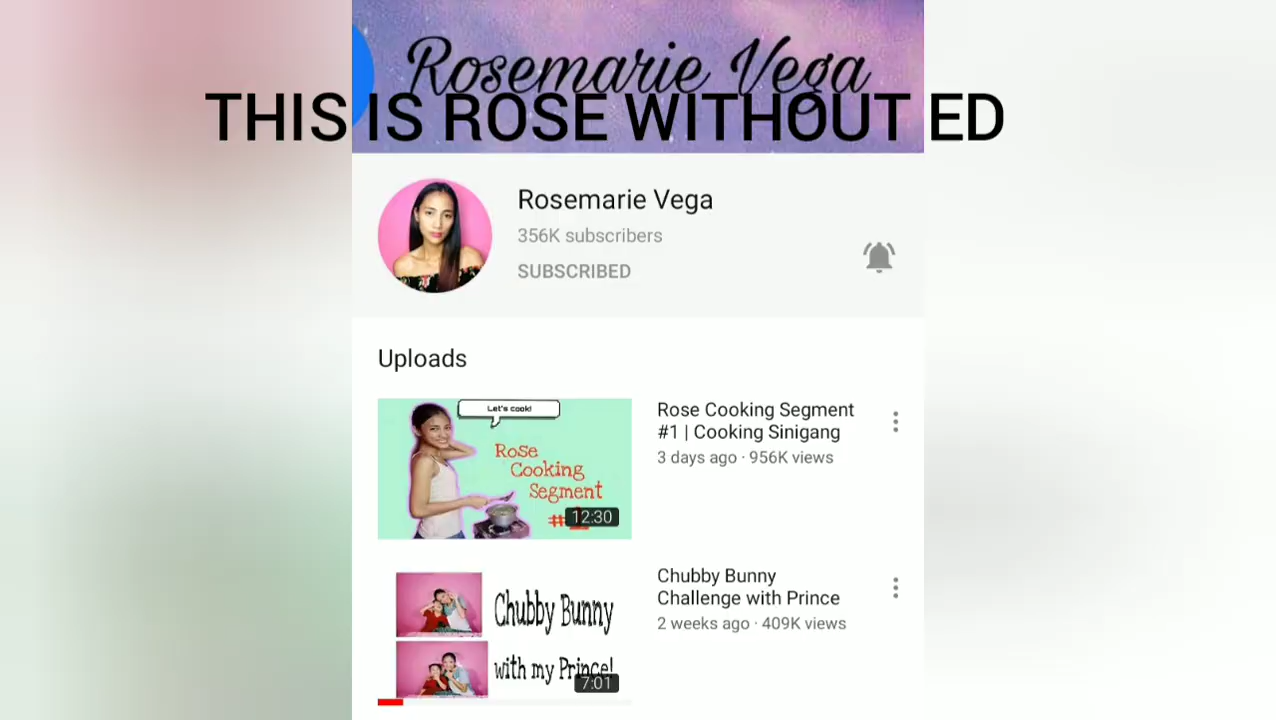 Rosemarie Vega
THIS IS ROSE WITHOUT ED
Rosemarie Vega
356K subscribers
SUBSCRIBED
Uploads
Let's cook!
Rose
Cooking
Segment
12:30
Rose Cooking Segment
#1 | Cooking Sinigang
3 days ago · 956K views
Chubby Bunny
with my Prince!
7:01
Chubby Bunny
Challenge with Prince
2 weeks ago · 409K views